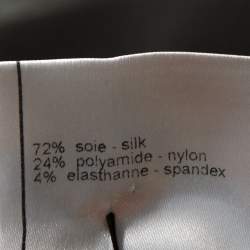 72% soie - silk
24% polyamide - nylon
4% elasthanne - spandex